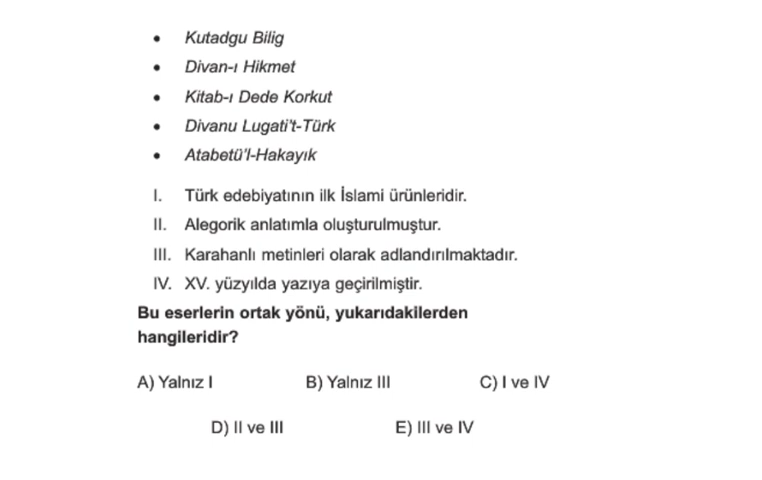 • Kutadgu Bilig
• Divan-ı Hikmet
• Kitab-ı Dede Korkut
• Divanu Lugati't-Türk
• Atabetü'l-Hakayık
I. Türk edebiyatının ilk İslami ürünleridir.
II. Alegorik anlatımla oluşturulmuştur.
III. Karahanlı metinleri olarak adlandırılmaktadır.
IV. XV. yüzyılda yazıya geçirilmiştir.
Bu eserlerin ortak yönü, yukarıdakilerden
hangileridir?
A) Yalnız I B) Yalnız III C) I ve IV
D) II ve III E) III ve IV